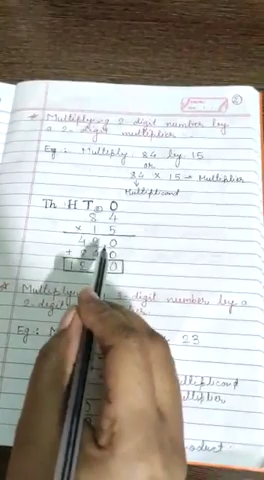 ②
* Multiplying 2-digit number by
a 2-digit multiplier
Eg: Multiply 84 by 15
or
84 × 15 → Multiplier
↓
Multiplicand
Th H T O
②
8 4
× 1 5
4 2 0
+ 8 4 0
1 2 0
* Multiplying 3-digit number by a
2-digit
Eg: 23
Multiplicand
Multiplier
Product